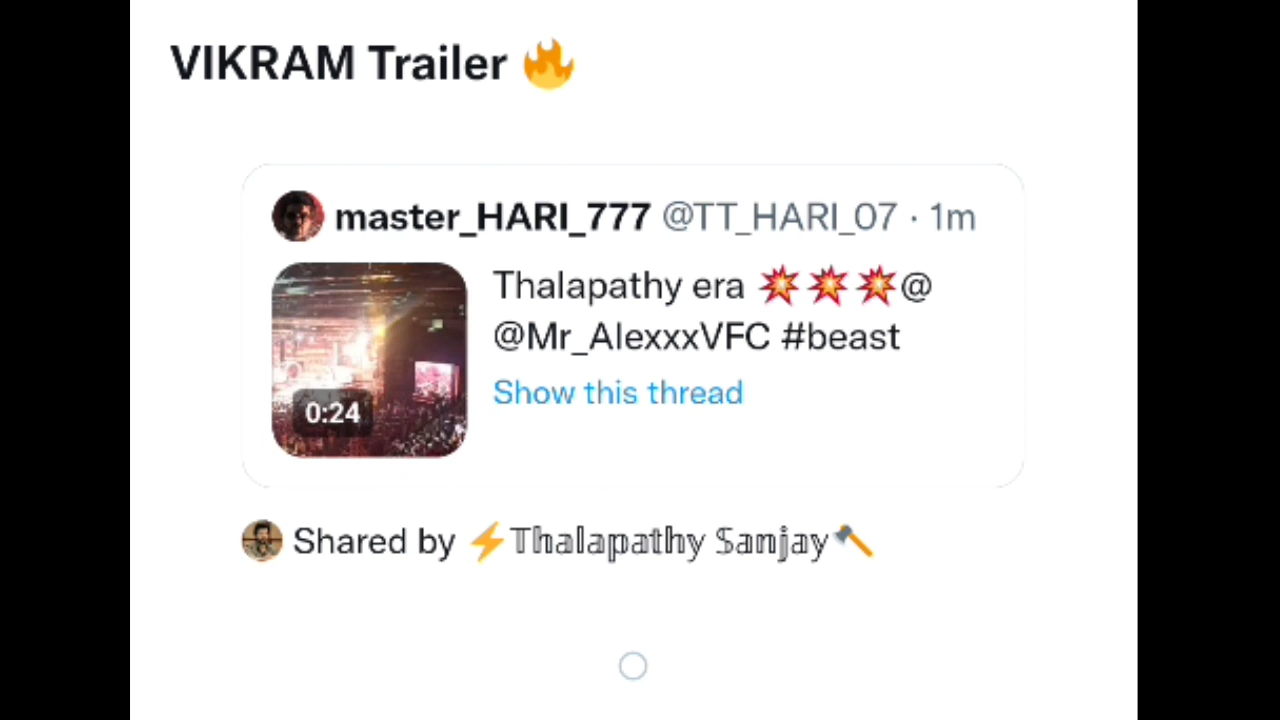 VIKRAM Trailer 🔥
master_HARI_777 @TT_HARI_07 · 1m
Thalapathy era 💥💥💥@
@Mr_AlexxxVFC #beast
Show this thread
0:24
Shared by ⚡𝕋𝕙𝕒𝕝𝕒𝕡𝕒𝕥𝕙𝕪 𝕊𝕒𝕟𝕛𝕒𝕪🪓